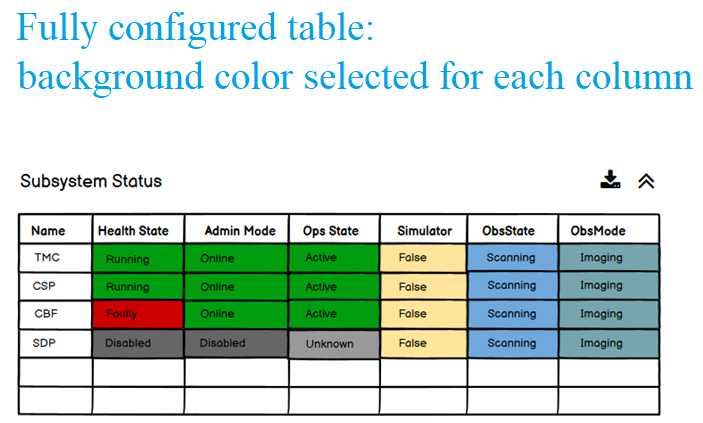 Fully configured table:
background color selected for each column
Subsystem Status
Name Health State Admin Mode Ops State Simulator ObsState ObsMode
TMC Running Online Active False Scanning Imaging
CSP Running Online Active False Scanning Imaging
CBF Faulty Online Active False Scanning Imaging
SDP Disabled Disabled Unknown False Scanning Imaging